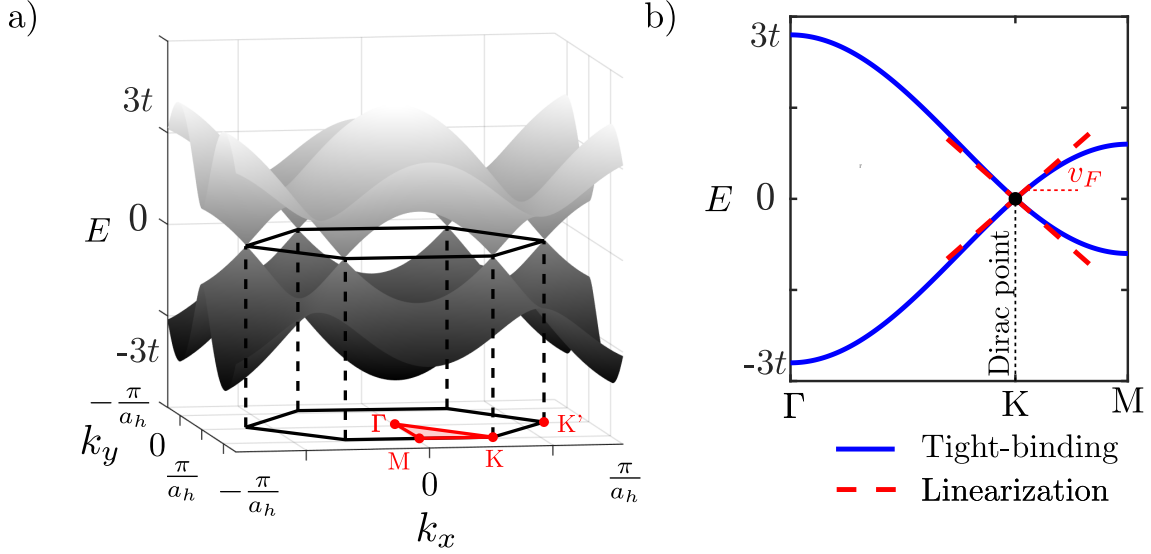 a)
3t
0
E
-3t
-π/a_h
k_y
0
π/a_h
-π/a_h
0
π/a_h
k_x
Γ
M
K
K'
b)
3t
E
0
-3t
v_F
Dirac point
Γ
K
M
Tight-binding
Linearization